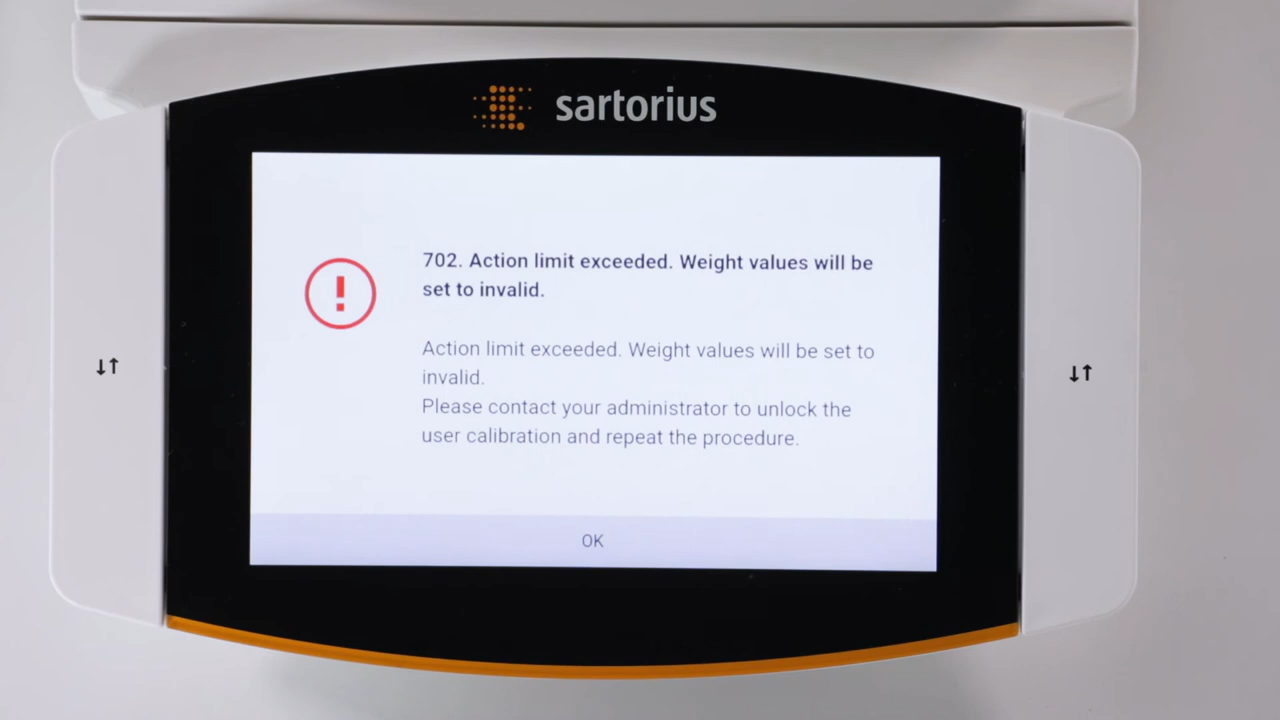 sartorius
702. Action limit exceeded. Weight values will be
set to invalid.
Action limit exceeded. Weight values will be set to
invalid.
Please contact your administrator to unlock the
user calibration and repeat the procedure.
↓↑
↓↑
OK